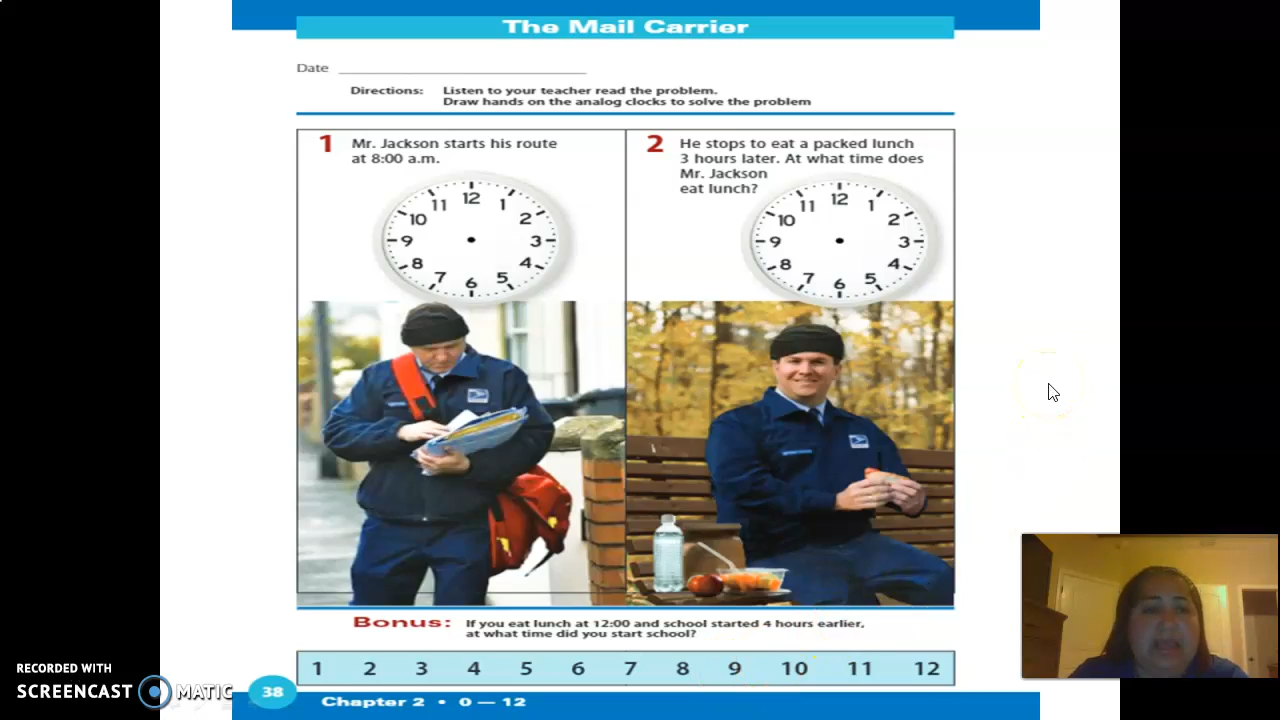 The Mail Carrier
Date
Directions: Listen to your teacher read the problem.
Draw hands on the analog clocks to solve the problem
1 Mr. Jackson starts his route
at 8:00 a.m.
12
11 1
10 2
9 3
8 4
7 5
6
2 He stops to eat a packed lunch
3 hours later. At what time does
Mr. Jackson
eat lunch?
12
11 1
10 2
9 3
8 4
7 5
6
Bonus: If you eat lunch at 12:00 and school started 4 hours earlier,
at what time did you start school?
1 2 3 4 5 6 7 8 9 10 11 12
38 Chapter 2 • 0 — 12
RECORDED WITH
SCREENCAST MATIC